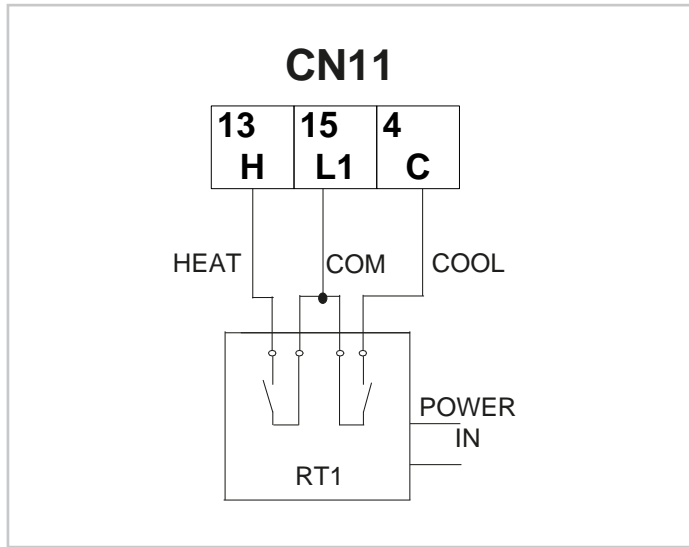 CN11
13 15 4
H L1 C
HEAT COM COOL
POWER
IN
RT1